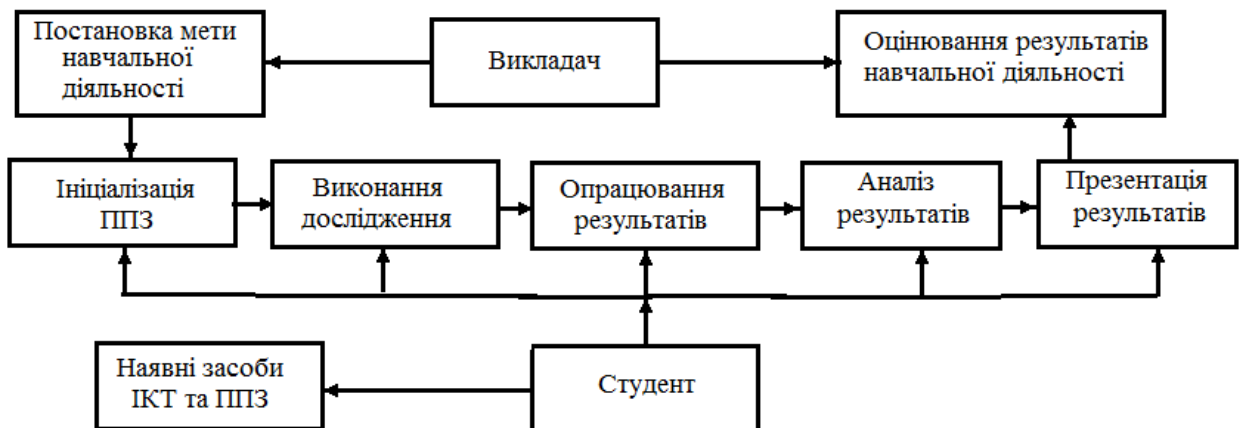 Постановка мети
навчальної
діяльності
Викладач
Оцінювання результатів
навчальної діяльності
Ініціалізація
ППЗ
Виконання
дослідження
Опрацювання
результатів
Аналіз
результатів
Презентація
результатів
Наявні засоби
ІКТ та ППЗ
Студент